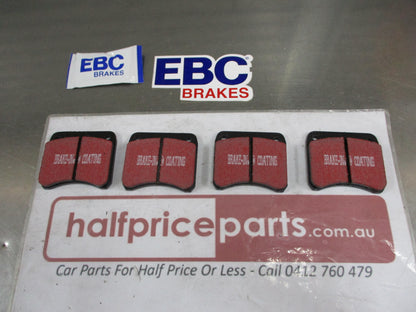 EBC
BRAKES
EBC
BRAKES
BRAKE-IN COATING
BRAKE-IN COATING
BRAKE-IN COATING
BRAKE-IN COATING
halfpriceparts.com.au
Car Parts For Half Price Or Less - Call 0412 760 479